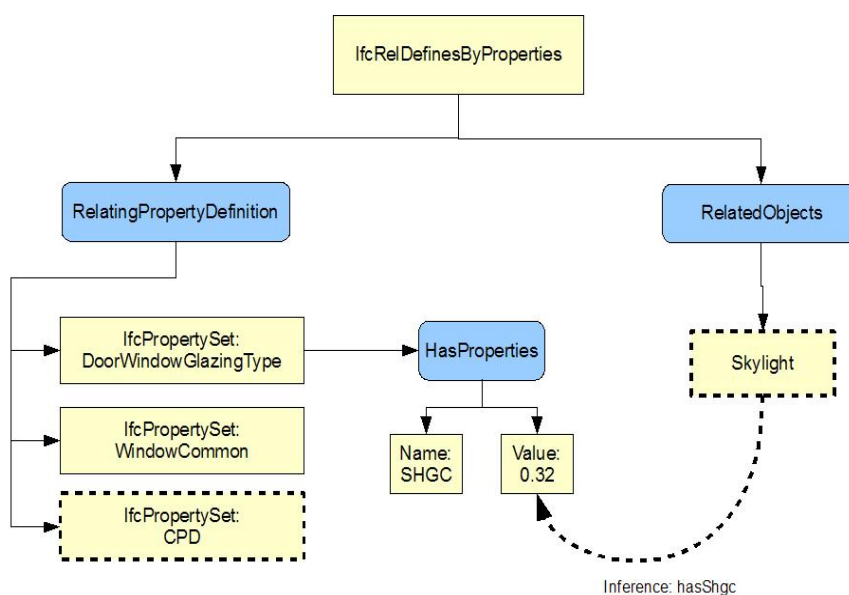 IfcRelDefinesByProperties
RelatingPropertyDefinition
RelatedObjects
IfcPropertySet:
DoorWindowGlazingType
HasProperties
Skylight
IfcPropertySet:
WindowCommon
Name:
SHGC
Value:
0.32
IfcPropertySet:
CPD
Inference: hasShgc